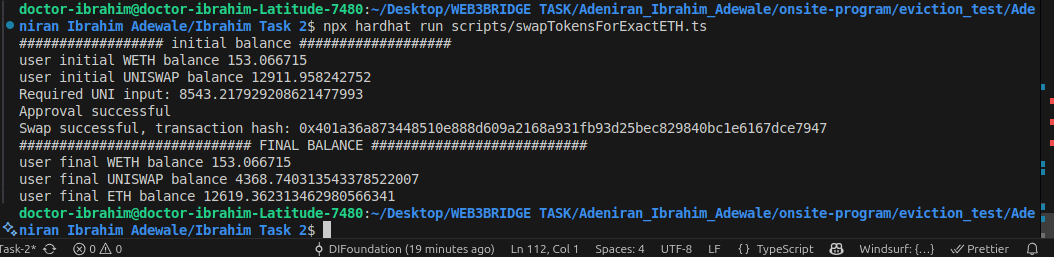 doctor-ibrahim@doctor-ibrahim-Latitude-7480:~/Desktop/WEB3BRIDGE TASK/Adeniran_Ibrahim_Adewale/onsite-program/eviction_test/Ade
niran Ibrahim Adewale/Ibrahim Task 2$ npx hardhat run scripts/swapTokensForExactETH.ts
################## initial balance ###################
user initial WETH balance 153.066715
user initial UNISWAP balance 12911.958242752
Required UNI input: 8543.217929208621477993
Approval successful
Swap successful, transaction hash: 0x401a36a873448510e888d609a2168a931fb93d25bec829840bc1e6167dce7947
############################# FINAL BALANCE ###########################
user final WETH balance 153.066715
user final UNISWAP balance 4368.740313543378522007
user final ETH balance 12619.362313462980566341
doctor-ibrahim@doctor-ibrahim-Latitude-7480:~/Desktop/WEB3BRIDGE TASK/Adeniran_Ibrahim_Adewale/onsite-program/eviction_test/Ade
niran Ibrahim Adewale/Ibrahim Task 2$
Task-2* 0 0 DIFoundation (19 minutes ago) Ln 112, Col 1 Spaces: 4 UTF-8 LF {} TypeScript Windsurf: {...} Prettier